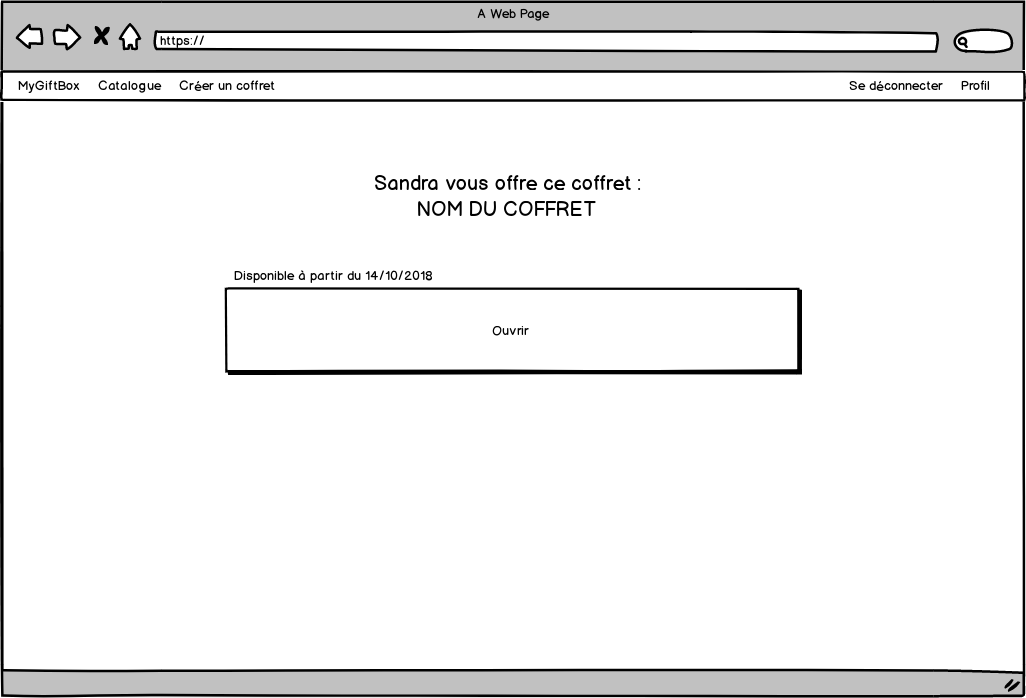 A Web Page
https://
MyGiftBox Catalogue Créer un coffret Se déconnecter Profil
Sandra vous offre ce coffret :
NOM DU COFFRET
Disponible à partir du 14/10/2018
Ouvrir